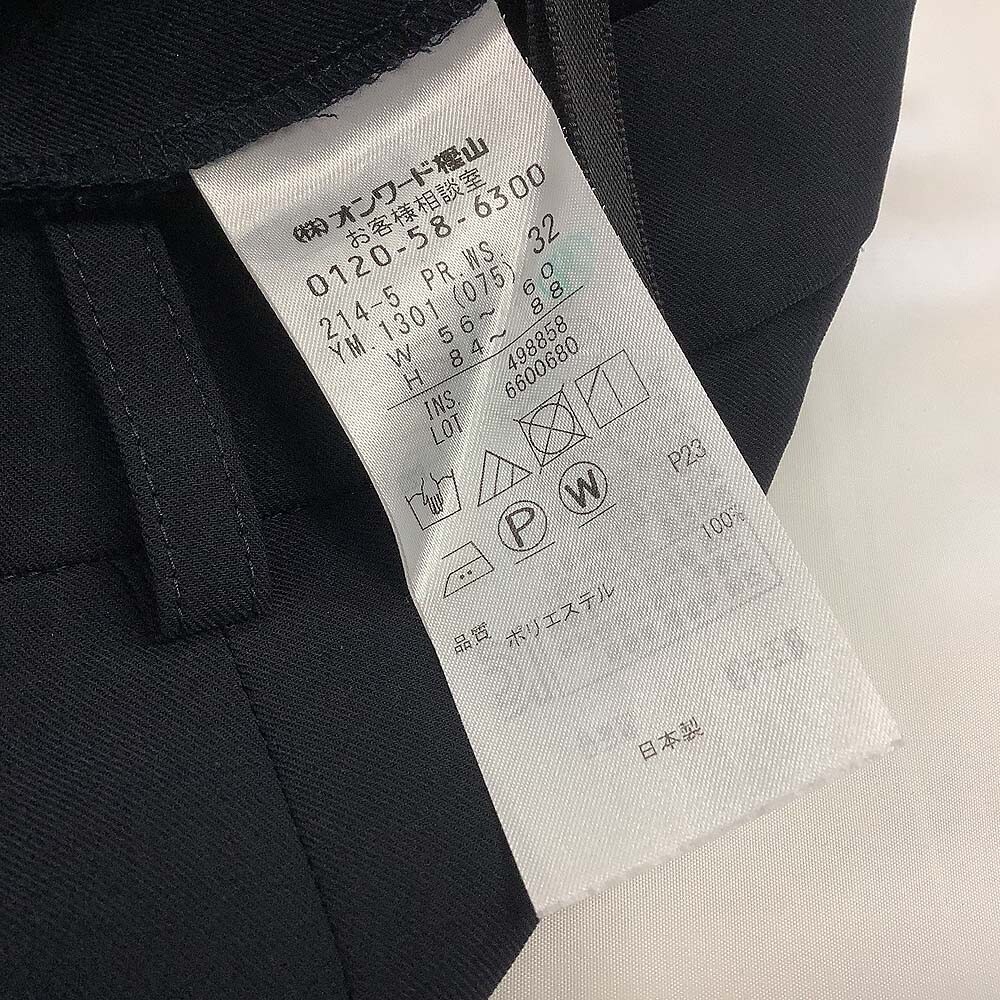 (株)オンワード樫山
お客様相談室
0120-58-6300
214-5 PR.WS. 32
YM 1301(075)
W 56～ 60
H 84～ 88
INS. 498858
LOT 6600680
P W
P23
品質 ポリエステル 100%
日本製